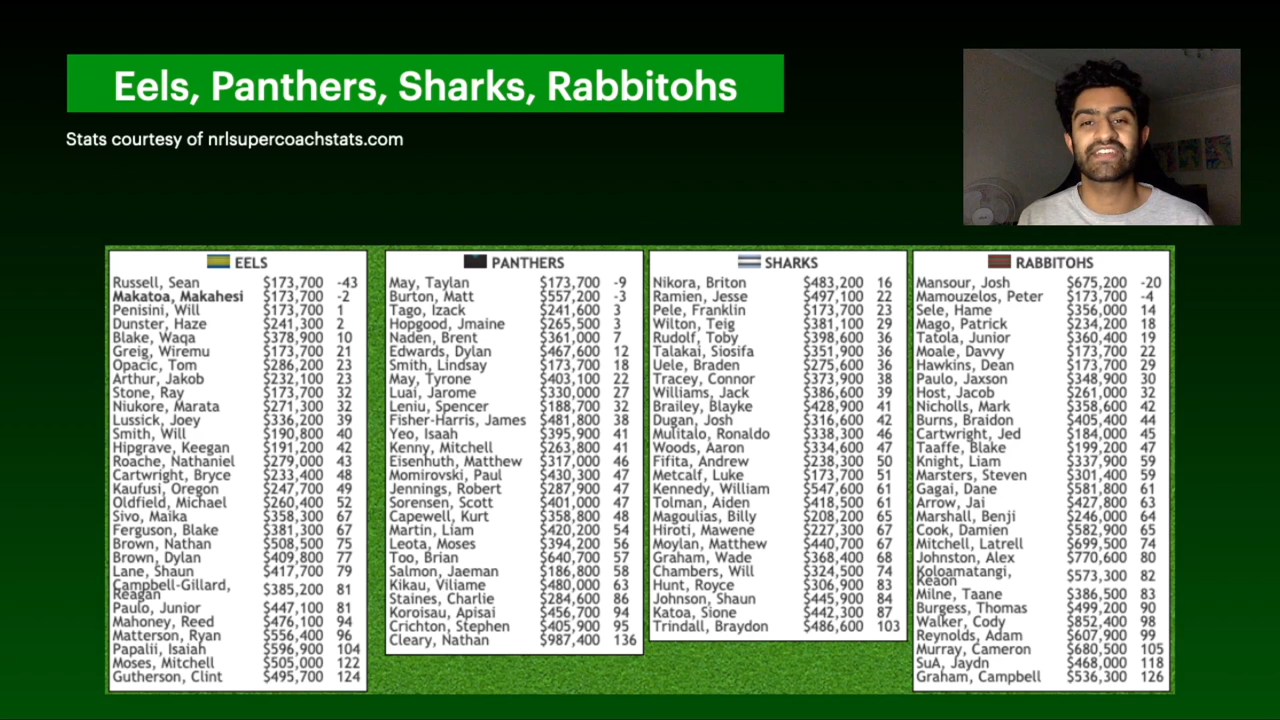 Eels, Panthers, Sharks, Rabbitohs
Stats courtesy of nrlsupercoachstats.com
EELS
Russell, Sean $173,700 -43
Makatoa, Makahesi $173,700 -2
Penisini, Will $173,700 1
Dunster, Haze $241,300 2
Blake, Waqa $378,900 10
Greig, Wiremu $173,700 21
Opacic, Tom $286,200 23
Arthur, Jakob $232,100 23
Stone, Ray $173,700 32
Niukore, Marata $271,300 32
Lussick, Joey $336,200 39
Smith, Will $190,800 40
Hipgrave, Keegan $191,200 42
Roache, Nathaniel $279,000 43
Cartwright, Bryce $233,400 48
Kaufusi, Oregon $247,700 49
Oldfield, Michael $260,400 52
Sivo, Maika $358,300 67
Ferguson, Blake $381,300 67
Brown, Nathan $508,500 75
Brown, Dylan $409,800 77
Lane, Shaun $417,700 79
Campbell-Gillard, Reagan $385,200 81
Paulo, Junior $447,100 81
Mahoney, Reed $476,100 94
Matterson, Ryan $556,400 96
Papalii, Isaiah $596,900 104
Moses, Mitchell $505,000 122
Gutherson, Clint $495,700 124
PANTHERS
May, Taylan $173,700 -9
Burton, Matt $557,200 -3
Tago, Izack $241,600 3
Hopgood, Jmaine $265,500 3
Naden, Brent $361,000 7
Edwards, Dylan $467,600 12
Smith, Lindsay $173,700 18
May, Tyrone $403,100 22
Luai, Jarome $330,000 27
Leniu, Spencer $188,700 32
Fisher-Harris, James $481,800 38
Yeo, Isaah $395,900 41
Kenny, Mitchell $263,800 41
Eisenhuth, Matthew $317,000 46
Momirovski, Paul $430,300 47
Jennings, Robert $287,900 47
Sorensen, Scott $401,000 47
Capewell, Kurt $358,800 48
Martin, Liam $420,200 54
Leota, Moses $394,200 56
Too, Brian $640,700 57
Salmon, Jaeman $186,800 58
Kikau, Viliame $480,000 63
Staines, Charlie $284,600 86
Koroisau, Apisai $456,700 94
Crichton, Stephen $405,900 95
Cleary, Nathan $987,400 136
SHARKS
Nikora, Briton $483,200 16
Ramien, Jesse $497,100 22
Pele, Franklin $173,700 23
Wilton, Teig $381,100 29
Rudolf, Toby $398,600 36
Talakai, Siosifa $351,900 36
Uele, Braden $275,600 36
Tracey, Connor $373,900 38
Williams, Jack $386,600 39
Brailey, Blayke $428,900 41
Dugan, Josh $316,600 42
Mulitalo, Ronaldo $338,300 46
Woods, Aaron $334,600 47
Fifita, Andrew $238,300 50
Metcalf, Luke $173,700 51
Kennedy, William $547,600 61
Tolman, Aiden $418,500 61
Magoulias, Billy $208,200 65
Hiroti, Mawene $227,300 67
Moylan, Matthew $440,700 67
Graham, Wade $368,400 68
Chambers, Will $324,500 74
Hunt, Royce $306,900 83
Johnson, Shaun $445,900 84
Katoa, Sione $442,300 87
Trindall, Braydon $486,600 103
RABBITOHS
Mansour, Josh $675,200 -20
Mamouzelos, Peter $173,700 -4
Sele, Hame $356,000 14
Mago, Patrick $234,200 18
Tatola, Junior $360,400 19
Moale, Davvy $173,700 22
Hawkins, Dean $173,700 29
Paulo, Jaxson $348,900 30
Host, Jacob $261,000 32
Nicholls, Mark $358,600 42
Burns, Braidon $405,400 44
Cartwright, Jed $184,000 45
Taaffe, Blake $199,200 47
Knight, Liam $337,900 59
Marsters, Steven $301,400 59
Gagai, Dane $581,800 61
Arrow, Jai $427,800 63
Marshall, Benji $246,000 64
Cook, Damien $582,900 65
Mitchell, Latrell $699,500 74
Johnston, Alex $770,600 80
Koloamatangi, Keaon $573,300 82
Milne, Taane $386,500 83
Burgess, Thomas $499,200 90
Walker, Cody $852,400 98
Reynolds, Adam $607,900 99
Murray, Cameron $680,500 105
SuA, Jaydn $468,000 118
Graham, Campbell $536,300 126